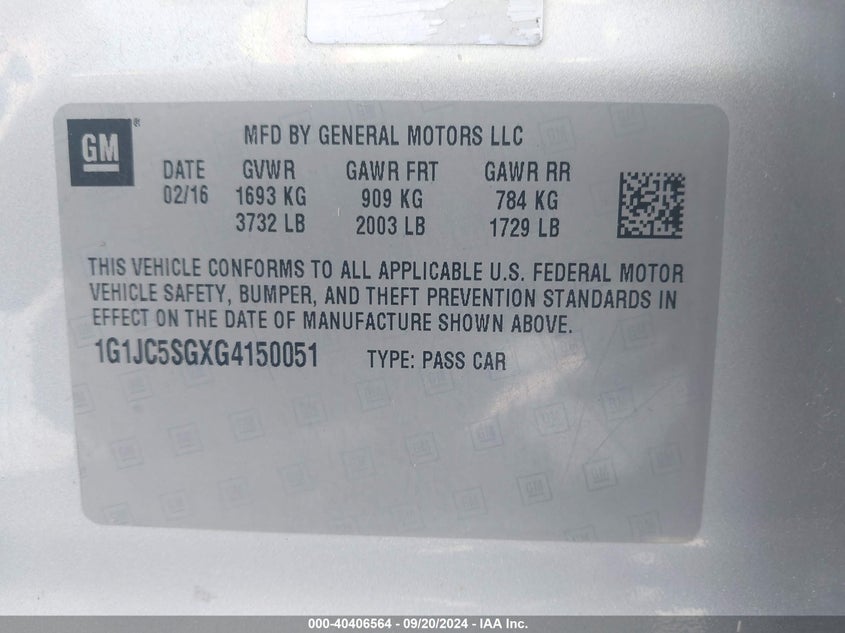 GM
MFD BY GENERAL MOTORS LLC
DATE GVWR GAWR FRT GAWR RR
02/16 1693 KG 909 KG 784 KG
3732 LB 2003 LB 1729 LB
THIS VEHICLE CONFORMS TO ALL APPLICABLE U.S. FEDERAL MOTOR
VEHICLE SAFETY, BUMPER, AND THEFT PREVENTION STANDARDS IN
EFFECT ON THE DATE OF MANUFACTURE SHOWN ABOVE.
1G1JC5SGXG4150051 TYPE: PASS CAR
000-40406564 - 09/20/2024 - IAA Inc.